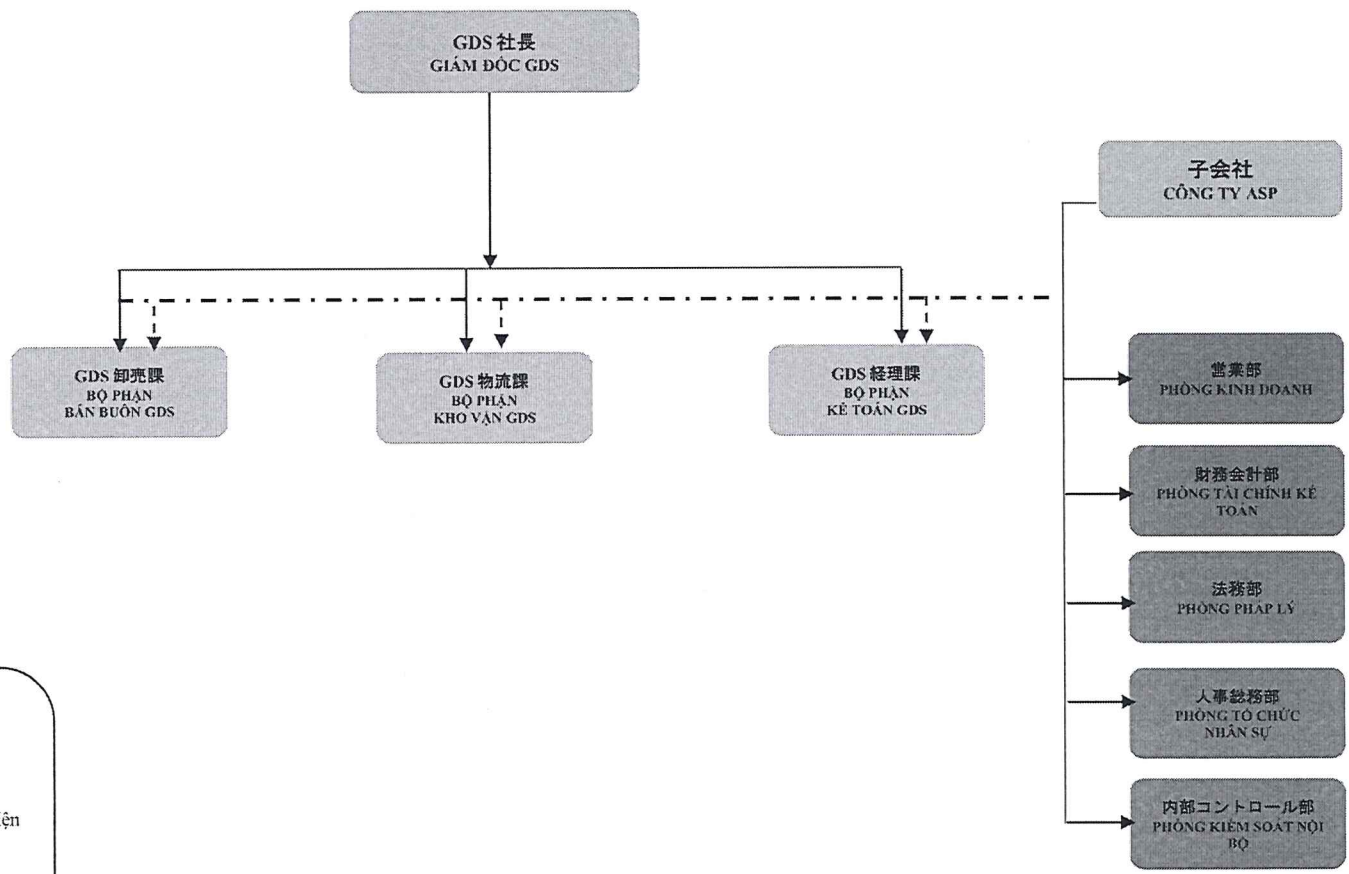 GDS 社長
GIÁM ĐỐC GDS
子会社
CÔNG TY ASP
GDS 卸売課
BỘ PHẬN
BÁN BUÔN GDS
GDS 物流課
BỘ PHẬN
KHO VẬN GDS
GDS 経理課
BỘ PHẬN
KẾ TOÁN GDS
営業部
PHÒNG KINH DOANH
財務会計部
PHÒNG TÀI CHÍNH KẾ
TOÁN
法務部
PHÒNG PHÁP LÝ
人事総務部
PHÒNG TỔ CHỨC
NHÂN SỰ
内部コントロール部
PHÒNG KIỂM SOÁT NỘI
BỘ